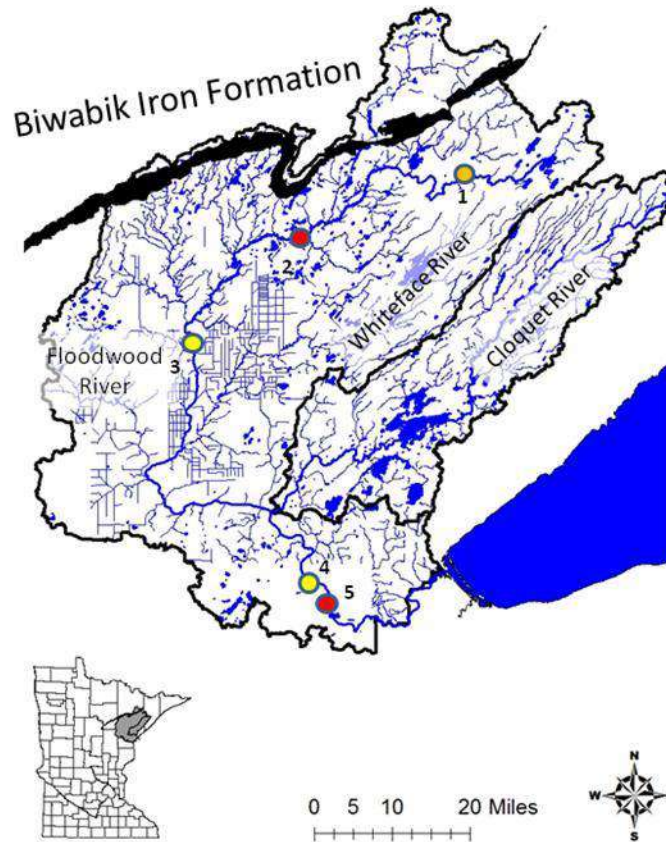 Biwabik Iron Formation
1
2
Whiteface River
Cloquet River
3
Floodwood
River
4
5
N
W E
S
0 5 10 20 Miles